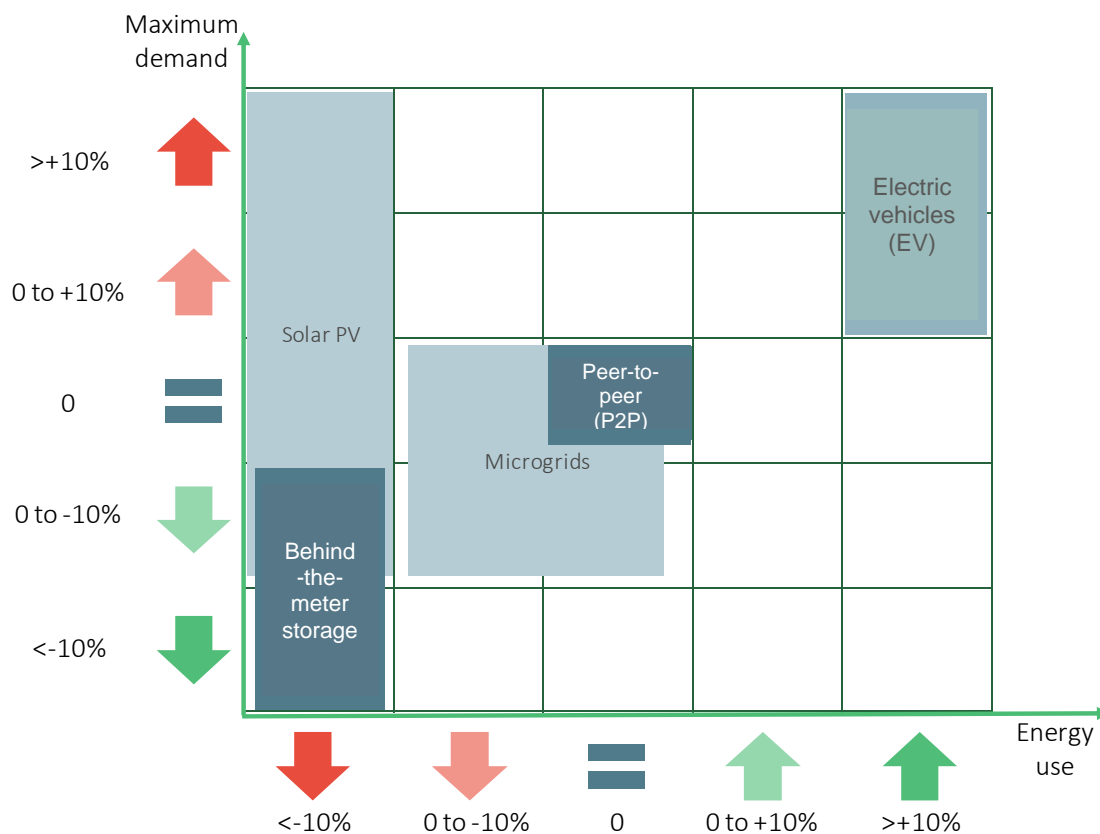 Maximum
demand
>+10%
0 to +10%
0
0 to -10%
<-10%
Solar PV
Electric
vehicles
(EV)
Peer-to-
peer
(P2P)
Microgrids
Behind
-the-
meter
storage
Energy
use
<-10%
0 to -10%
0
0 to +10%
>+10%